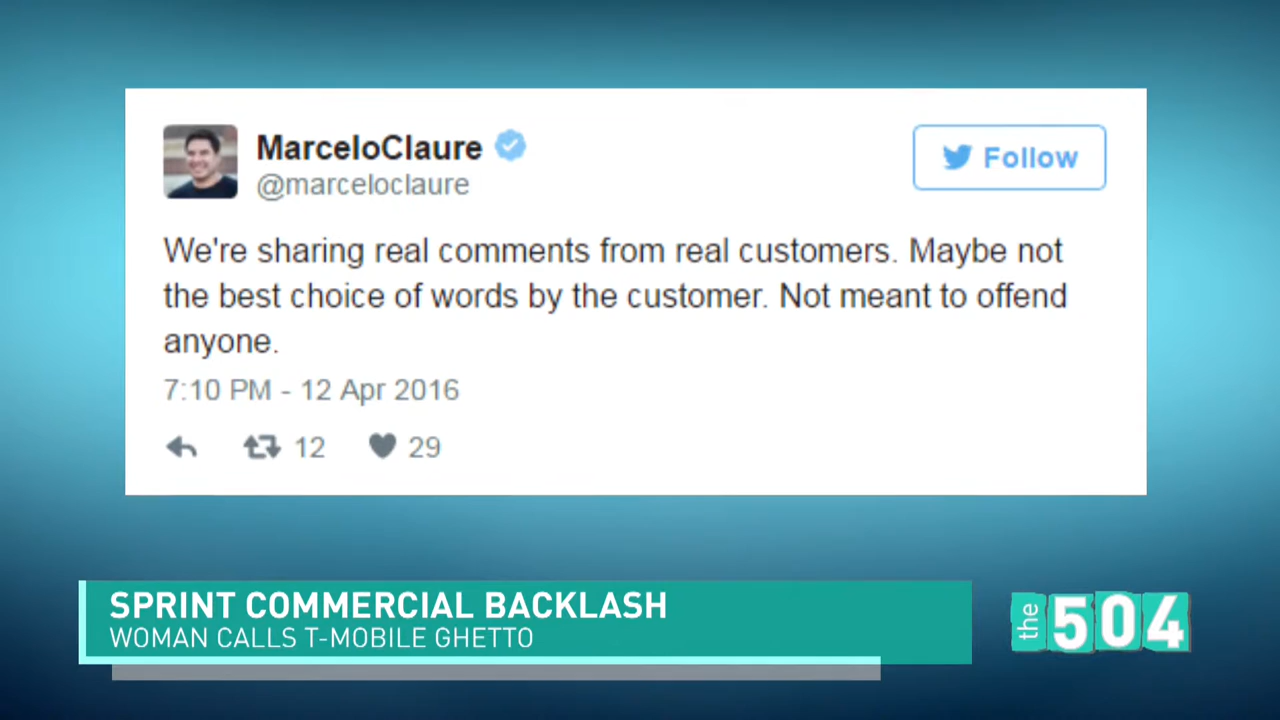 MarceloClaure
@marceloclaure
Follow
We're sharing real comments from real customers. Maybe not
the best choice of words by the customer. Not meant to offend
anyone.
7:10 PM - 12 Apr 2016
12 29
SPRINT COMMERCIAL BACKLASH
WOMAN CALLS T-MOBILE GHETTO
the 504